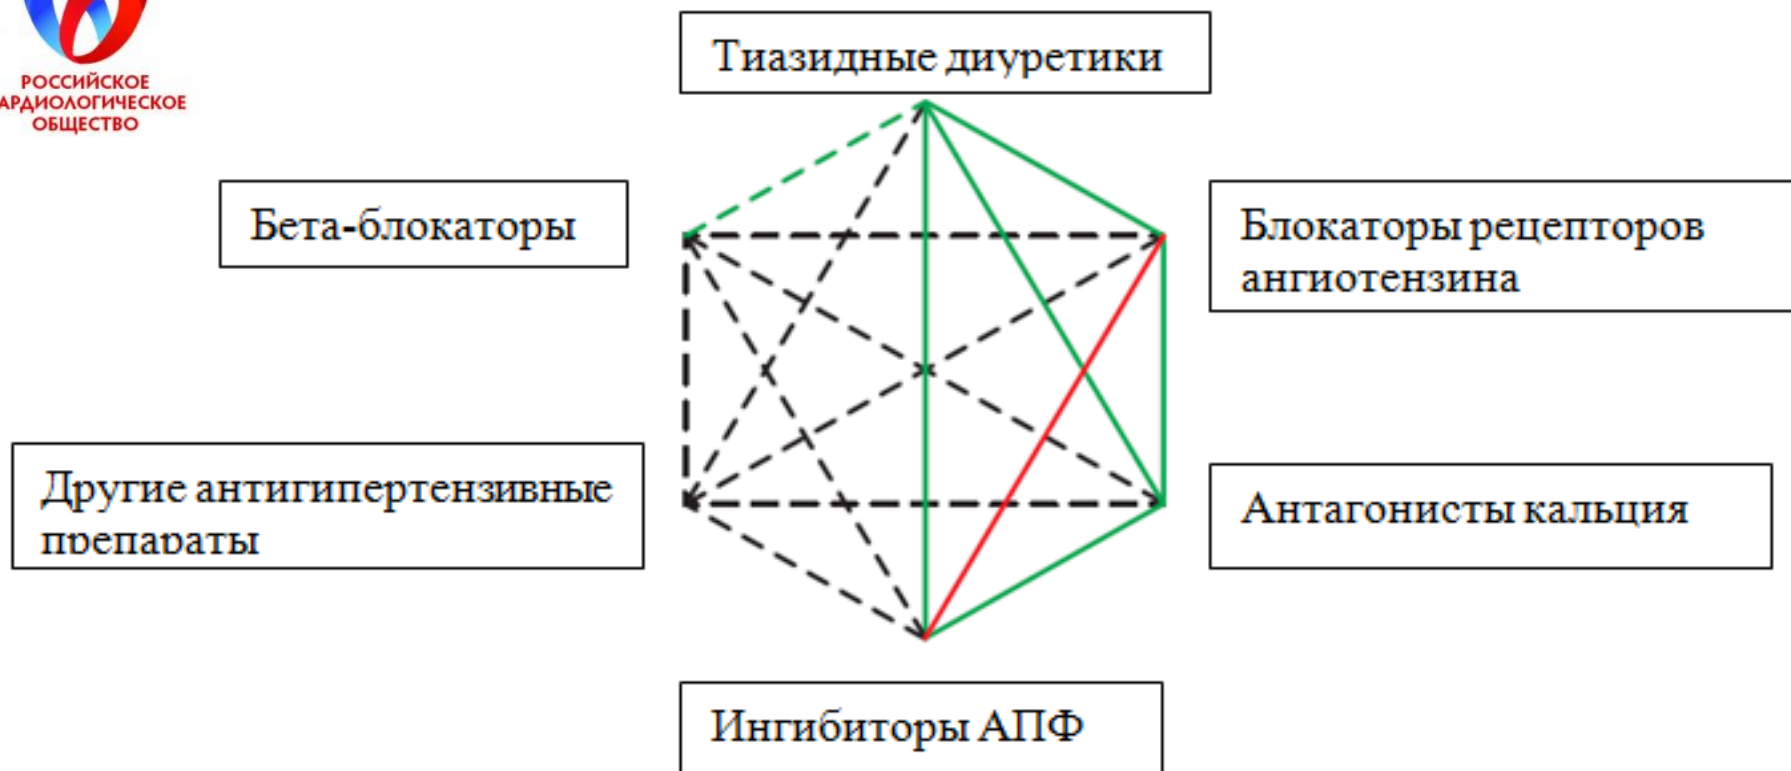 РОССИЙСКОЕ
АРДИОЛОГИЧЕСКОЕ
ОБЩЕСТВО
Тиазидные диуретики
Бета-блокаторы
Блокаторы рецепторов
ангиотензина
Другие антигипертензивные
препараты
Антагонисты кальция
Ингибиторы АПФ